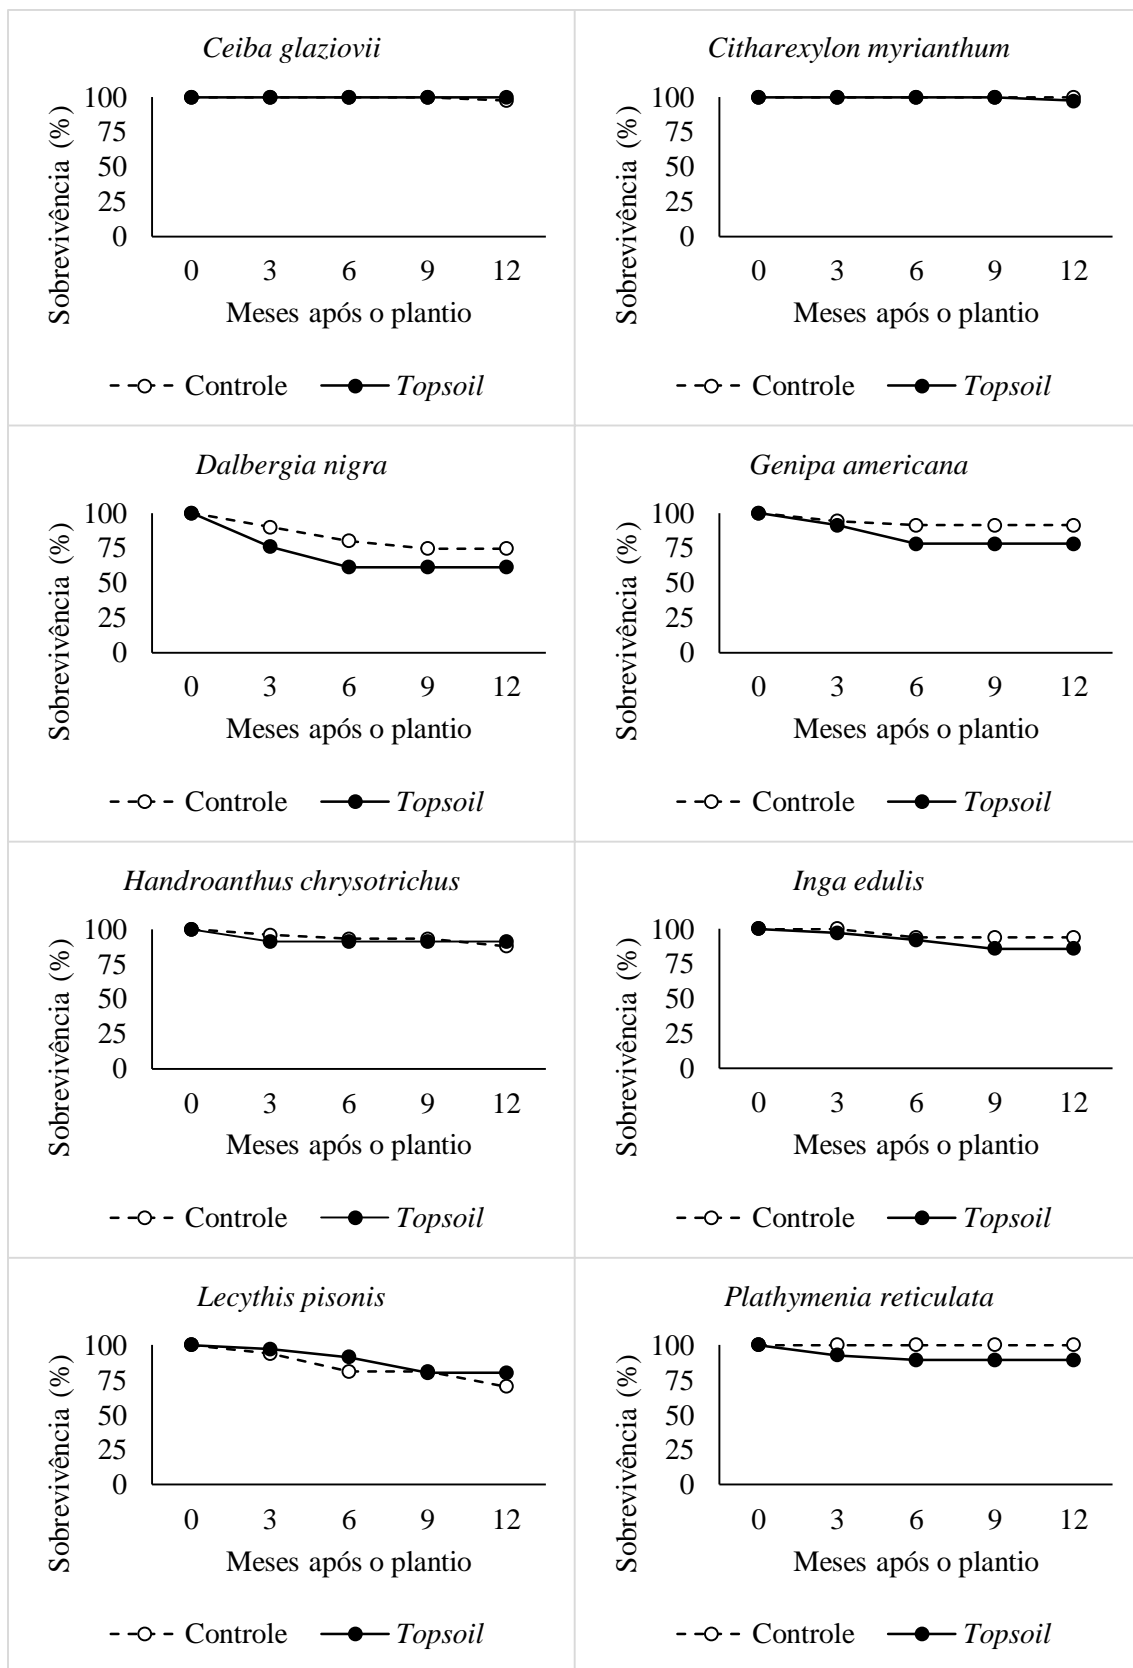 Ceiba glaziovii
100
75
50
25
0
Sobrevivência (%)
0 3 6 9 12
Meses após o plantio
Controle Topsoil
Citharexylon myrianthum
100
75
50
25
0
Sobrevivência (%)
0 3 6 9 12
Meses após o plantio
Controle Topsoil
Dalbergia nigra
100
75
50
25
0
Sobrevivência (%)
0 3 6 9 12
Meses após o plantio
Controle Topsoil
Genipa americana
100
75
50
25
0
Sobrevivência (%)
0 3 6 9 12
Meses após o plantio
Controle Topsoil
Handroanthus chrysotrichus
100
75
50
25
0
Sobrevivência (%)
0 3 6 9 12
Meses após o plantio
Controle Topsoil
Inga edulis
100
75
50
25
0
Sobrevivência (%)
0 3 6 9 12
Meses após o plantio
Controle Topsoil
Lecythis pisonis
100
75
50
25
0
Sobrevivência (%)
0 3 6 9 12
Meses após o plantio
Controle Topsoil
Plathymenia reticulata
100
75
50
25
0
Sobrevivência (%)
0 3 6 9 12
Meses após o plantio
Controle Topsoil